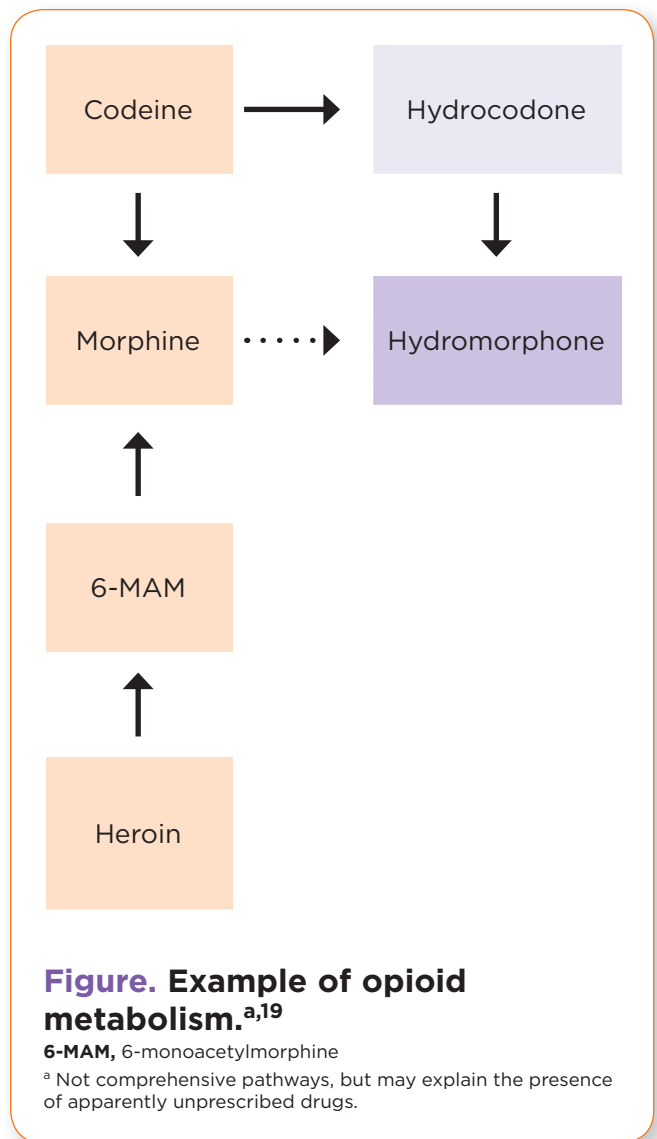 Codeine
Hydrocodone
Morphine
Hydromorphone
6-MAM
Heroin
Figure. Example of opioid
metabolism.a,19
6-MAM, 6-monoacetylmorphine
a Not comprehensive pathways, but may explain the presence
of apparently unprescribed drugs.